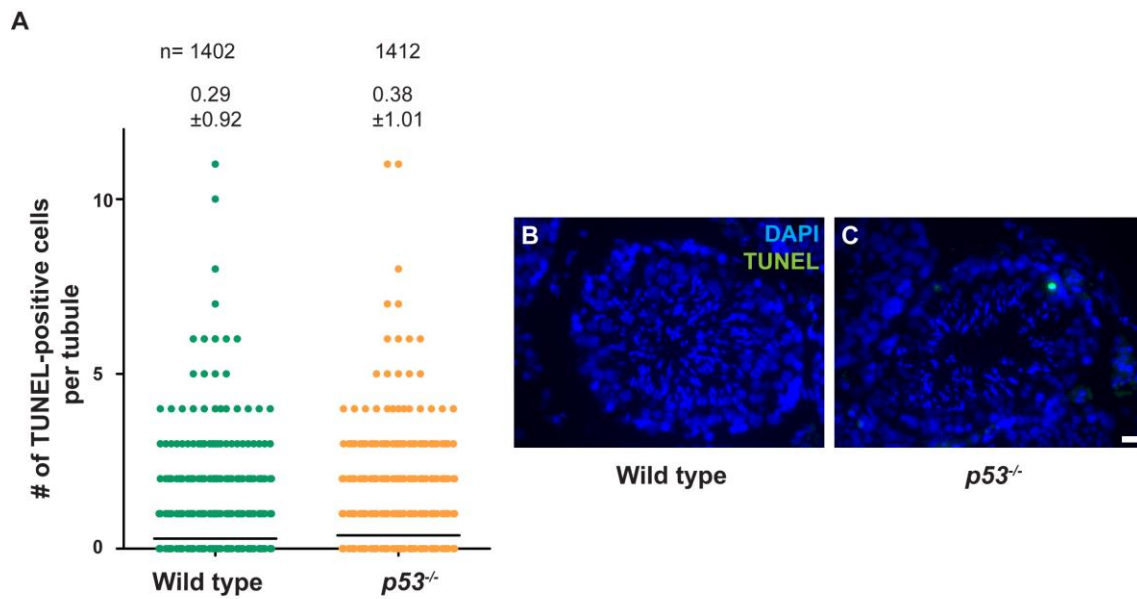 A
n= 1402 1412
0.29 0.38
±0.92 ±1.01
# of TUNEL-positive cells
per tubule
10
5
0
Wild type p53-/-
B DAPI
TUNEL
C
Wild type p53-/-